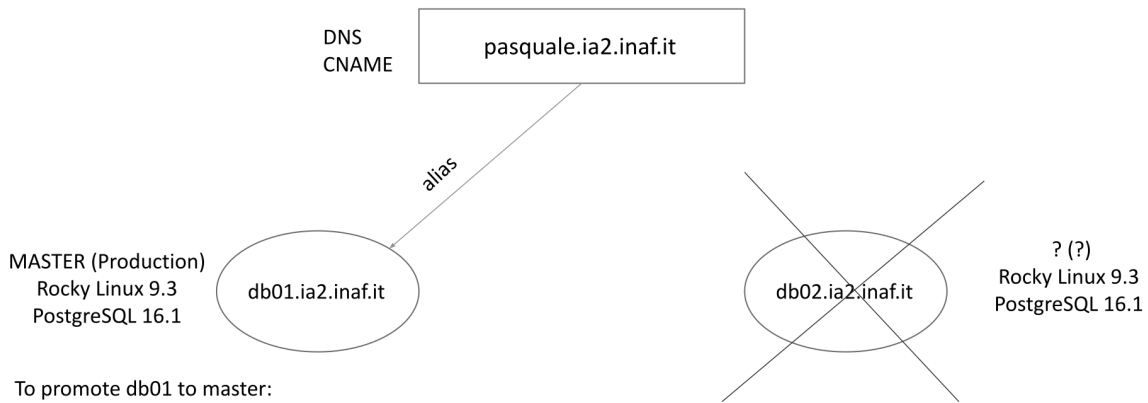 DNS
CNAME
pasquale.ia2.inaf.it
alias
MASTER (Production)
Rocky Linux 9.3
PostgreSQL 16.1
db01.ia2.inaf.it
db02.ia2.inaf.it
? (?)
Rocky Linux 9.3
PostgreSQL 16.1
To promote db01 to master: